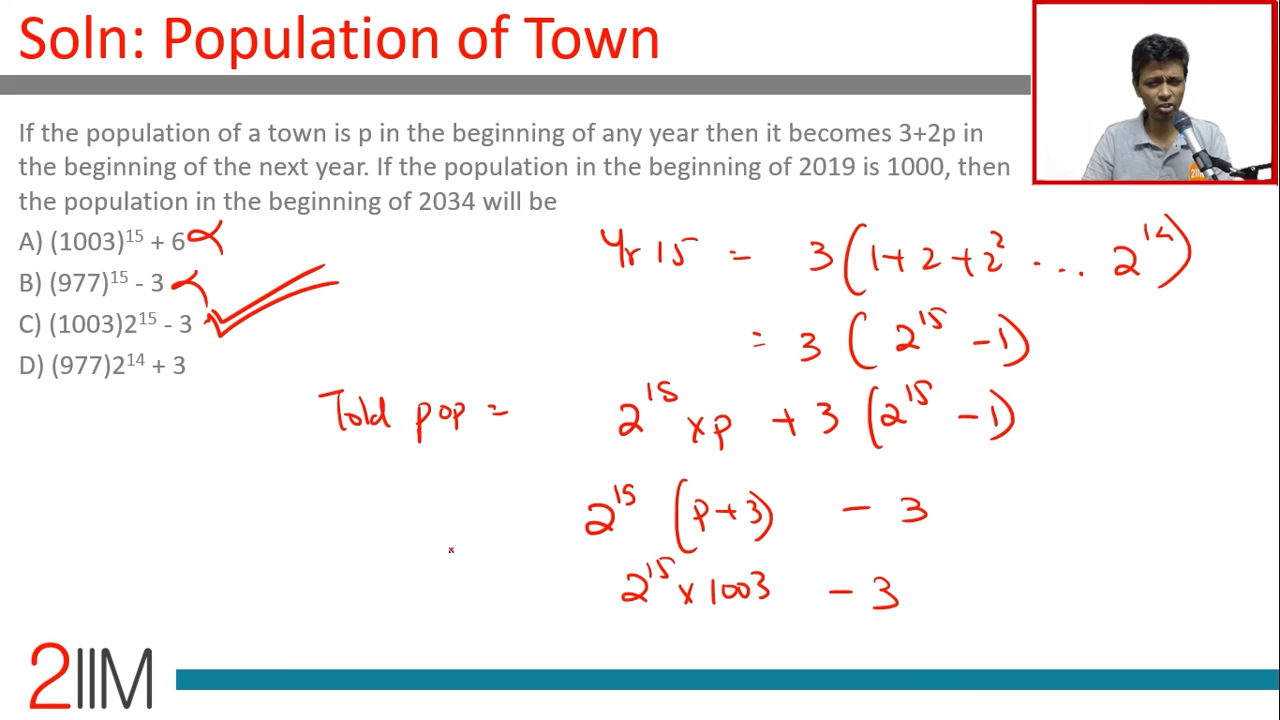 Soln: Population of Town
If the population of a town is p in the beginning of any year then it becomes 3+2p in
the beginning of the next year. If the population in the beginning of 2019 is 1000, then
the population in the beginning of 2034 will be
A) (1003)¹⁵ + 6
B) (977)¹⁵ - 3
C) (1003)2¹⁵ - 3
D) (977)2¹⁴ + 3
Yr 15 = 3 (1+2+2² ... 2¹⁴)
= 3 (2¹⁵ -1)
Told pop = 2¹⁵ × p + 3 (2¹⁵ -1)
2¹⁵ (p+3) - 3
2¹⁵ × 1003 - 3
2IIM
2IIM